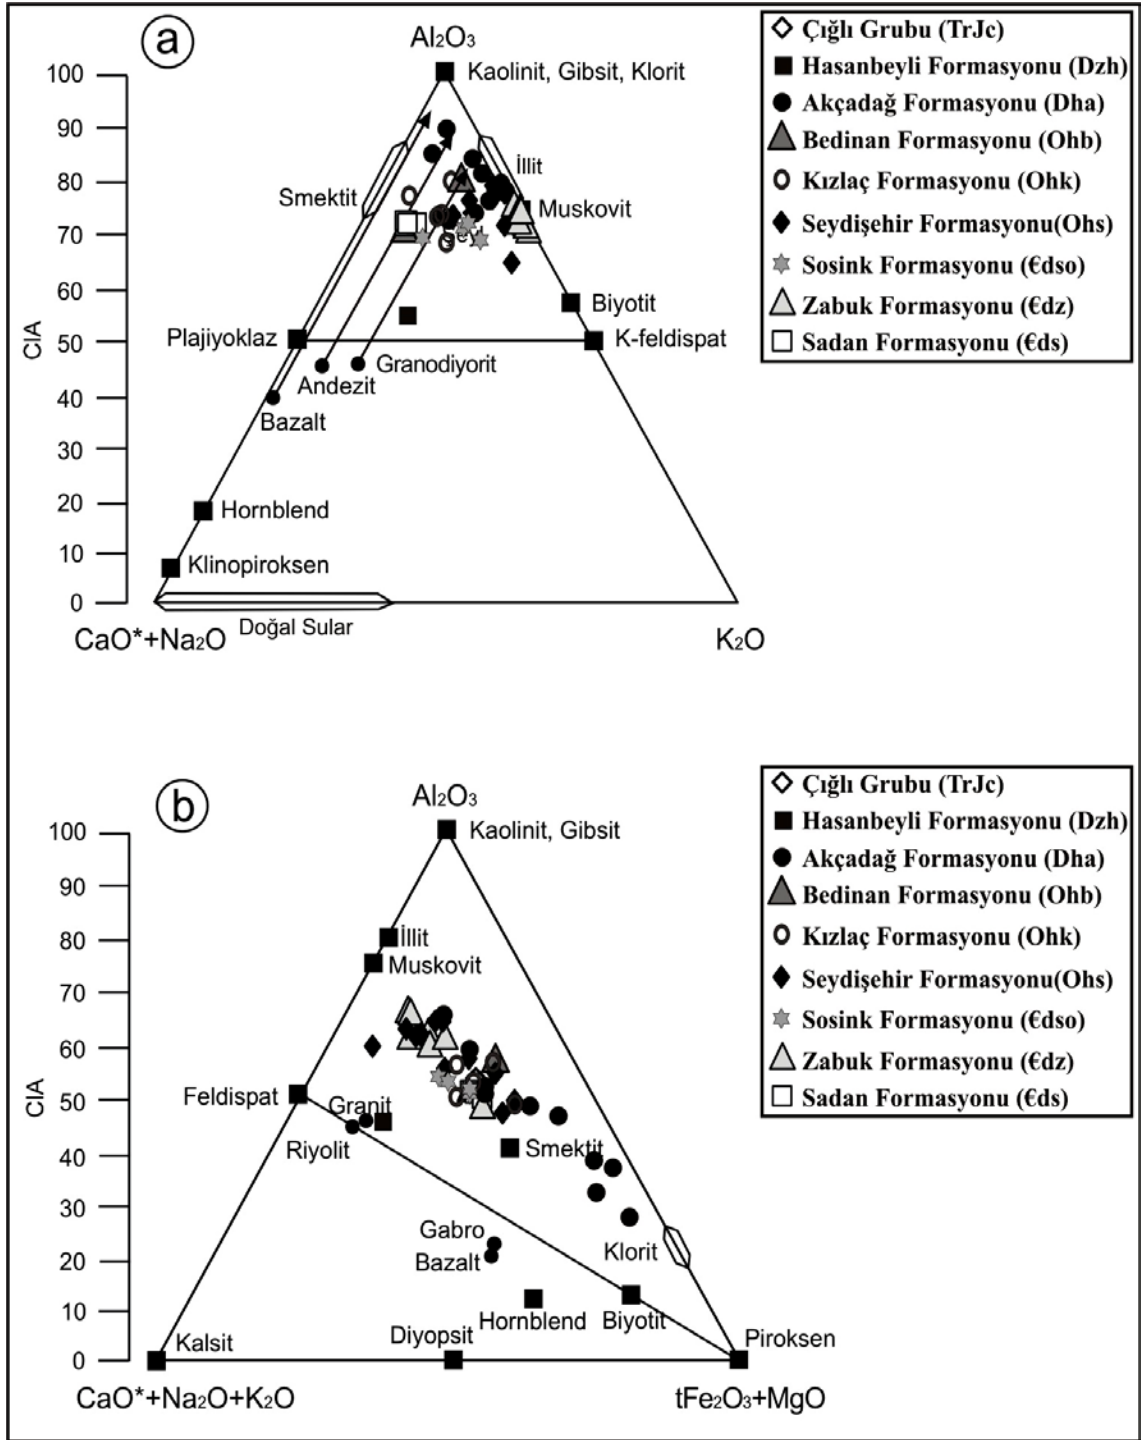 a
Al₂O₃
Kaolinit, Gibsit, Klorit
100
90
80
70
60
50
40
30
20
10
0
CIA
Smektit
İllit
Muskovit
Biyotit
K-feldispat
Plajiyoklaz
Granodiyorit
Andezit
Bazalt
Hornblend
Klinopiroksen
Doğal Sular
CaO*+Na₂O
K₂O
Çığlı Grubu (TrJc)
Hasanbeyli Formasyonu (Dzh)
Akçadağ Formasyonu (Dha)
Bedinan Formasyonu (Ohb)
Kızlaç Formasyonu (Ohk)
Seydişehir Formasyonu(Ohs)
Sosink Formasyonu (€dso)
Zabuk Formasyonu (€dz)
Sadan Formasyonu (€ds)
b
Al₂O₃
Kaolinit, Gibsit
100
90
80
70
60
50
40
30
20
10
0
CIA
İllit
Muskovit
Feldispat
Granit
Riyolit
Smektit
Gabro
Bazalt
Klorit
Hornblend
Biyotit
Diyopsit
Kalsit
Piroksen
CaO*+Na₂O+K₂O
tFe₂O₃+MgO
Çığlı Grubu (TrJc)
Hasanbeyli Formasyonu (Dzh)
Akçadağ Formasyonu (Dha)
Bedinan Formasyonu (Ohb)
Kızlaç Formasyonu (Ohk)
Seydişehir Formasyonu(Ohs)
Sosink Formasyonu (€dso)
Zabuk Formasyonu (€dz)
Sadan Formasyonu (€ds)